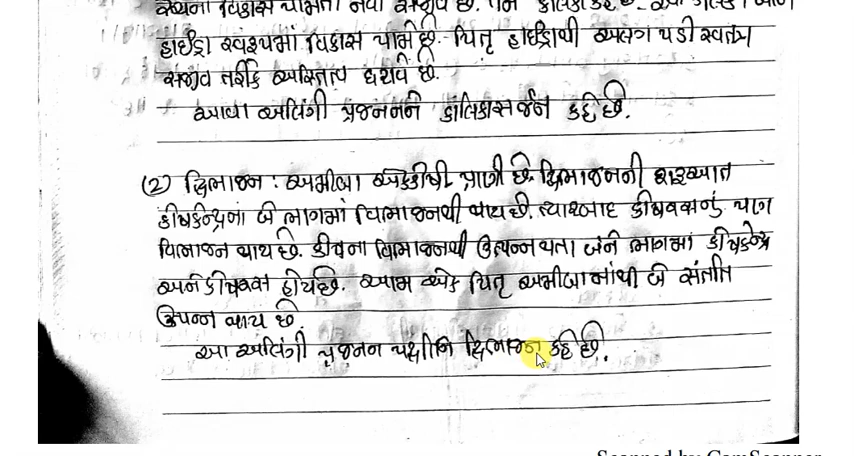 હાઈડ્રા સ્વરૂપમાં વિકાસ પામે છે. પિતૃ હાઈડ્રાથી અલગ પડી સ્વતંત્ર
સજીવ તરીકે અસ્તિત્વ ધરાવે છે.
આવા અલિંગી પ્રજનનને કલિકાસર્જન કહે છે.
(2) દ્વિભાજન : અમીબા એકકોષી પ્રાણી છે. દ્વિભાજનની શરૂઆત
કોષકેન્દ્રના બે ભાગમાં વિભાજનથી થાય છે. ત્યારબાદ કોષરસનું પણ
વિભાજન થાય છે. કોષના વિભાજનથી ઉત્પન્ન થતા બંને ભાગમાં કોષકેન્દ્ર
અને કોષરસ હોય છે. આમ એક પિતૃ અમીબામાંથી બે સંતતિ
ઉત્પન્ન થાય છે
આ અલિંગી પ્રજનન પદ્ધતિને દ્વિભાજન કહે છે.